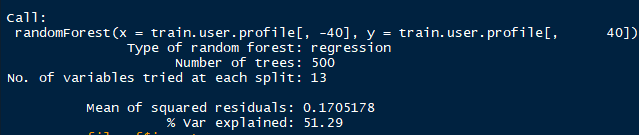 Call:
randomForest(x = train.user.profile[, -40], y = train.user.profile[, 40])
Type of random forest: regression
Number of trees: 500
No. of variables tried at each split: 13
Mean of squared residuals: 0.1705178
% Var explained: 51.29